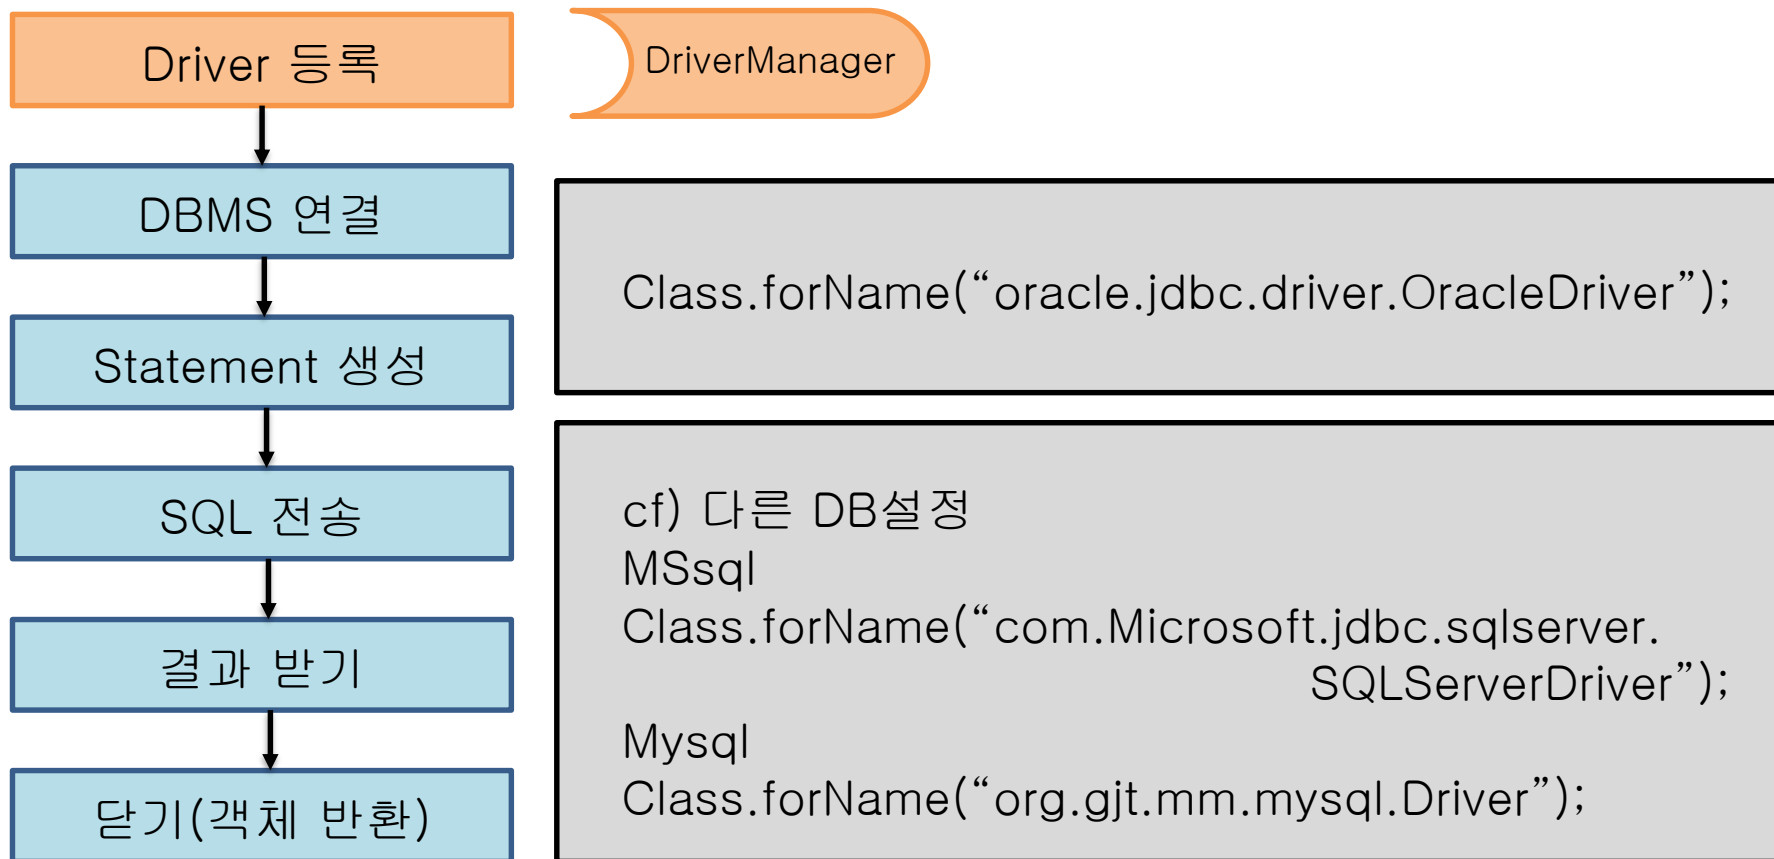 Driver 등록
DriverManager
DBMS 연결
Statement 생성
SQL 전송
결과 받기
닫기(객체 반환)
Class.forName(“oracle.jdbc.driver.OracleDriver”);
cf) 다른 DB설정
MSsql
Class.forName(“com.Microsoft.jdbc.sqlserver.
SQLServerDriver”);
Mysql
Class.forName(“org.gjt.mm.mysql.Driver”);